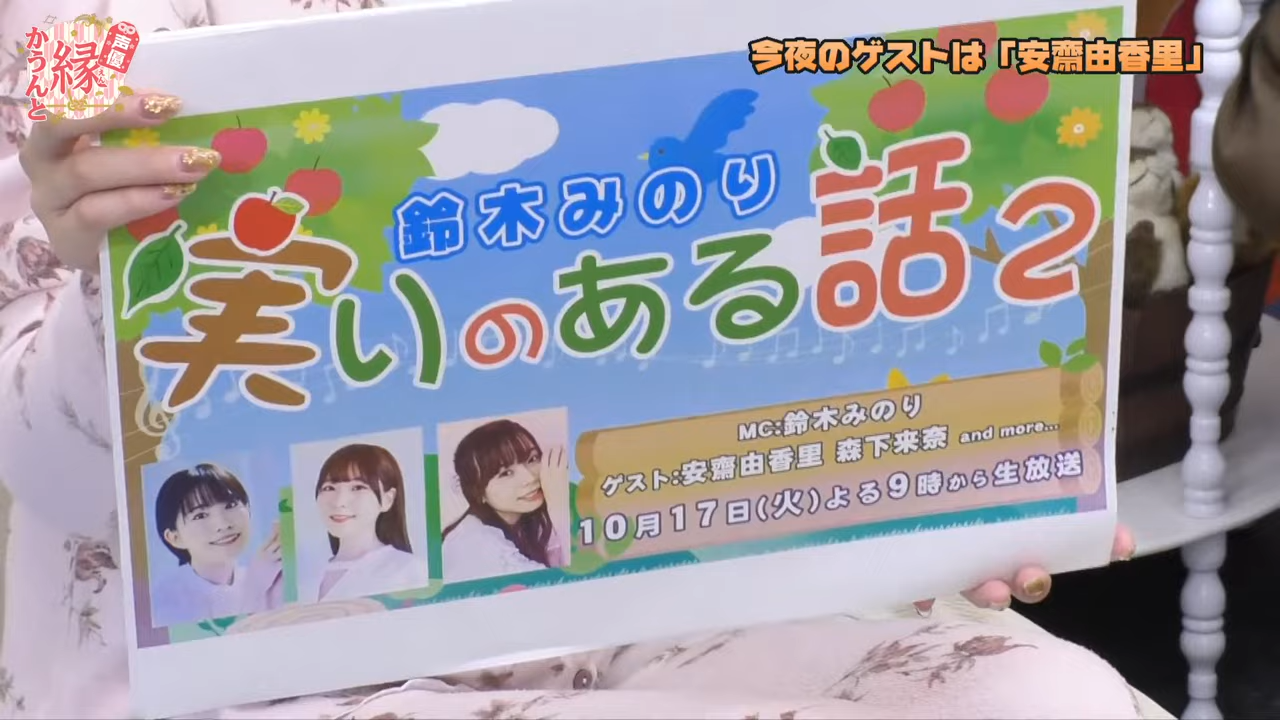 声優
縁
えん
かうんと
今夜のゲストは「安齋由香里」
鈴木みのり
実いのある話2
MC:鈴木みのり
ゲスト:安齋由香里 森下来奈 and more...
10月17日(火)よる9時から生放送